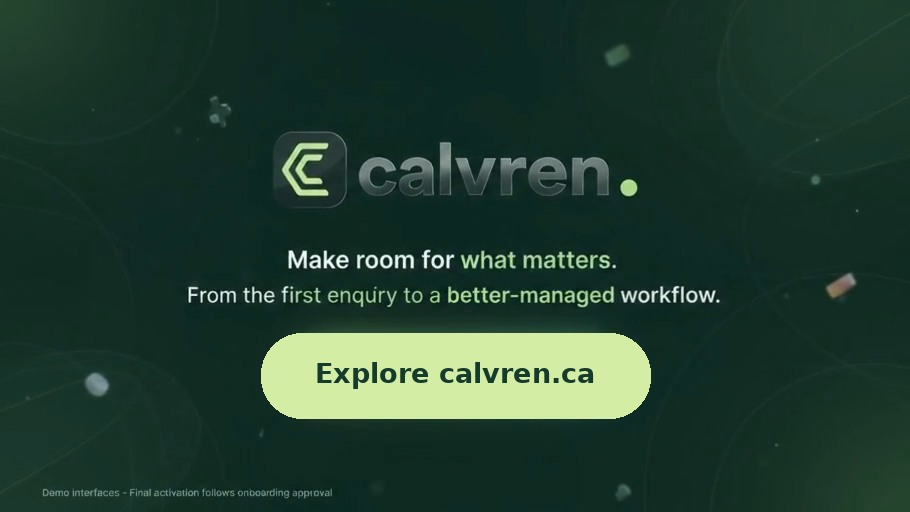 calvren.
Make room for what matters.
From the first enquiry to a better-managed workflow.
Explore calvren.ca
Demo interfaces - Final activation follows onboarding approval